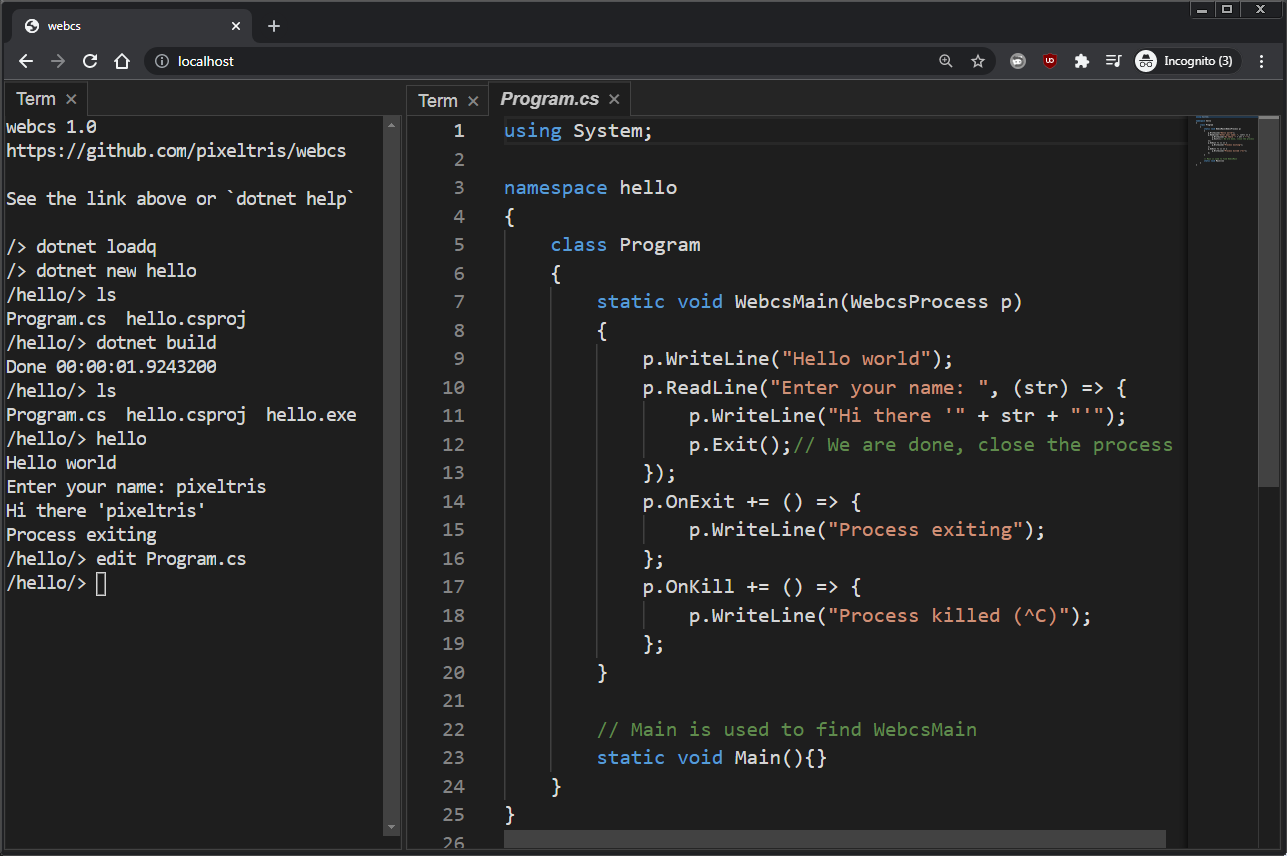 webcs
localhost
Incognito (3)
Term
webcs 1.0
https://github.com/pixeltris/webcs
See the link above or `dotnet help`
/> dotnet loadq
/> dotnet new hello
/hello/> ls
Program.cs  hello.csproj
/hello/> dotnet build
Done 00:00:01.9243200
/hello/> ls
Program.cs  hello.csproj  hello.exe
/hello/> hello
Hello world
Enter your name: pixeltris
Hi there 'pixeltris'
Process exiting
/hello/> edit Program.cs
/hello/>
Term
Program.cs
1 using System;
2
3 namespace hello
4 {
5     class Program
6     {
7         static void WebcsMain(WebcsProcess p)
8         {
9             p.WriteLine("Hello world");
10             p.ReadLine("Enter your name: ", (str) => {
11                 p.WriteLine("Hi there '" + str + "'");
12                 p.Exit();// We are done, close the process
13             });
14             p.OnExit += () => {
15                 p.WriteLine("Process exiting");
16             };
17             p.OnKill += () => {
18                 p.WriteLine("Process killed (^C)");
19             };
20         }
21
22         // Main is used to find WebcsMain
23         static void Main(){}
24     }
25 }
26